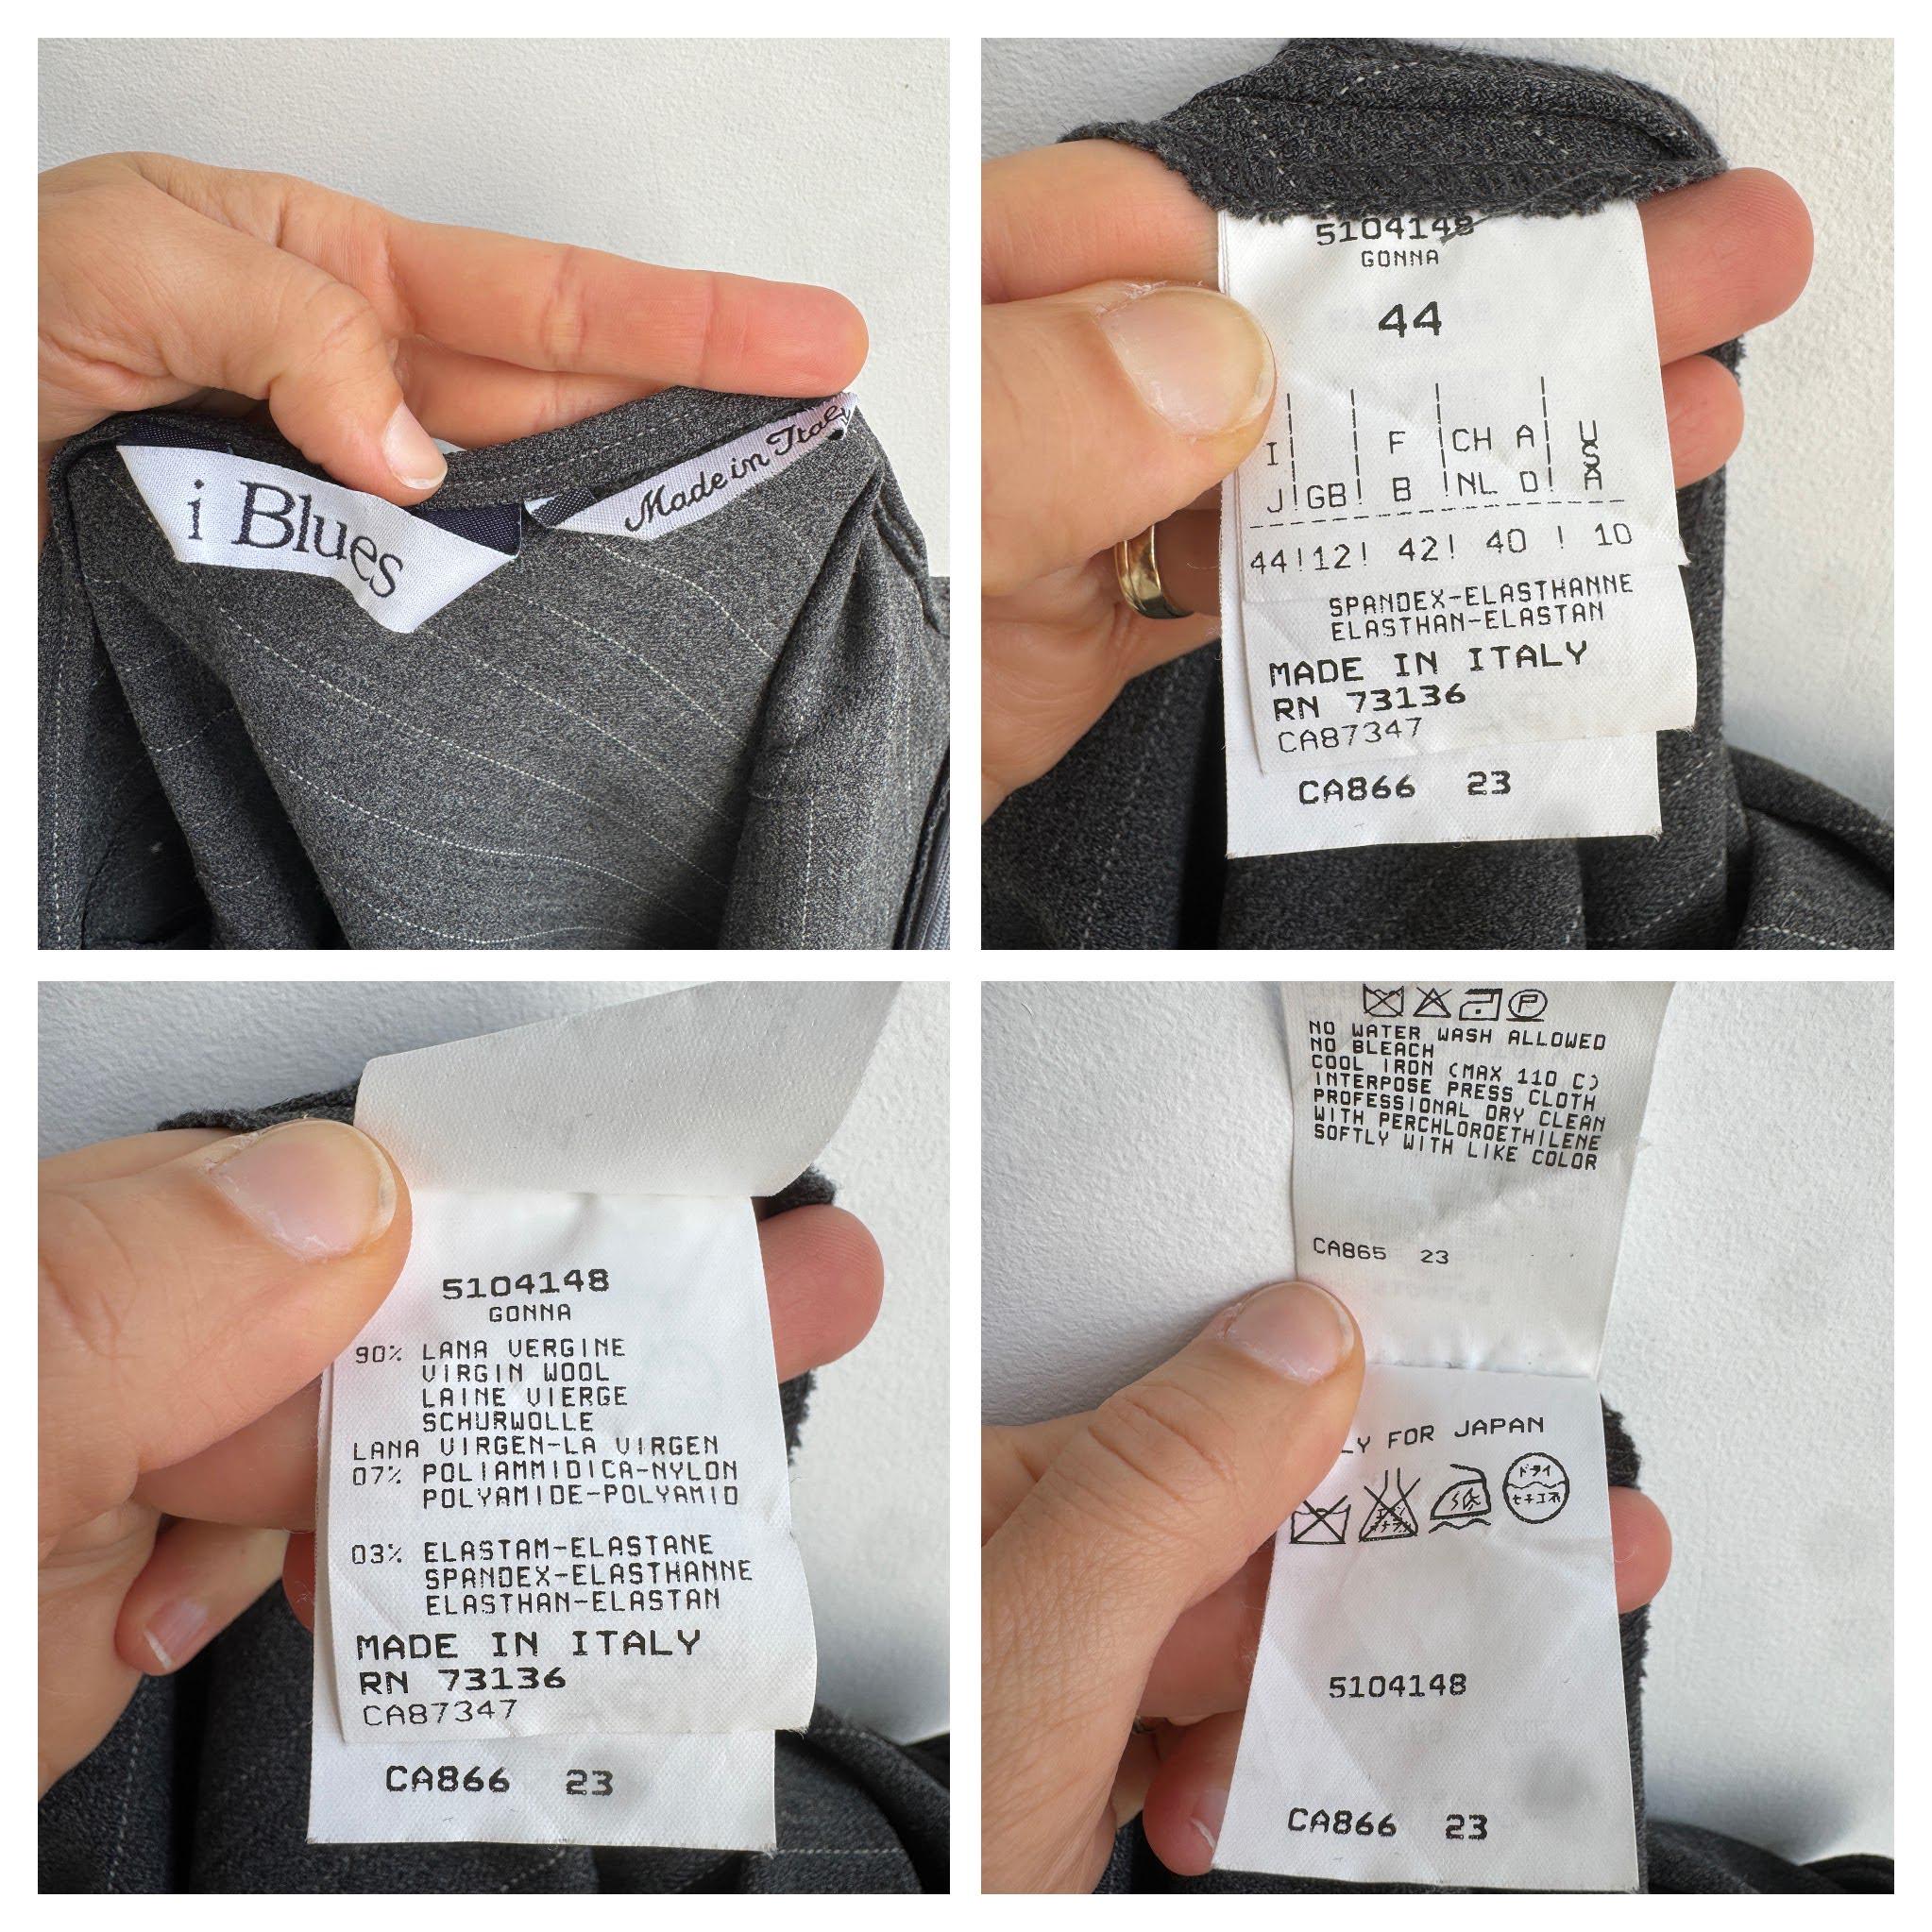 i Blues
Made in Italy
5104148
GONNA
44
I F CH A USA
J!GB! B !NL D!
44!12! 42! 40 ! 10
SPANDEX-ELASTHANNE
ELASTHAN-ELASTAN
MADE IN ITALY
RN 73136
CA87347
CA866 23
5104148
GONNA
90% LANA VERGINE
VIRGIN WOOL
LAINE VIERGE
SCHURWOLLE
LANA VIRGEN-LA VIRGEN
07% POLIAMMIDICA-NYLON
POLYAMIDE-POLYAMID
03% ELASTAM-ELASTANE
SPANDEX-ELASTHANNE
ELASTHAN-ELASTAN
MADE IN ITALY
RN 73136
CA87347
CA866 23
P
NO WATER WASH ALLOWED
NO BLEACH
COOL IRON (MAX 110 C)
INTERPOSE PRESS CLOTH
PROFESSIONAL DRY CLEAN
WITH PERCHLOROETHILENE
SOFTLY WITH LIKE COLOR
CA865 23
LY FOR JAPAN
ドライ
5104148
CA866 23